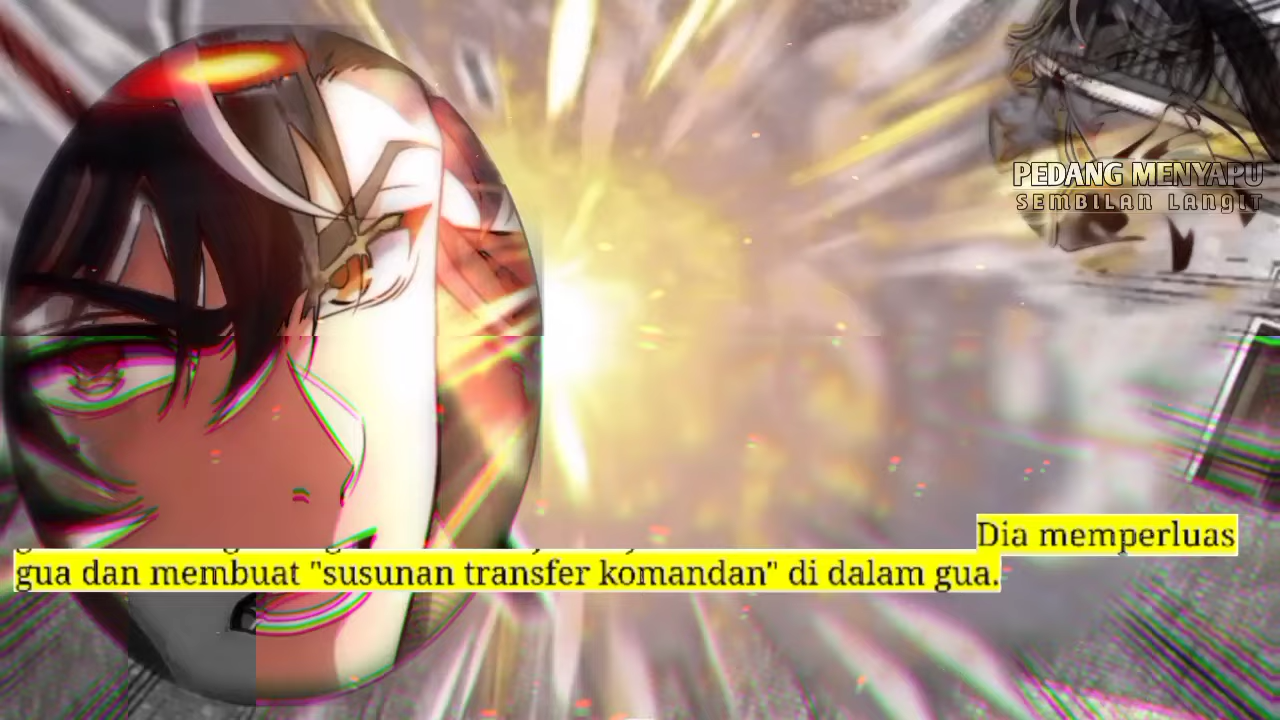 PEDANG MENYAPU
SEMBILAN LANGIT
Dia memperluas
gua dan membuat "susunan transfer komandan" di dalam gua.